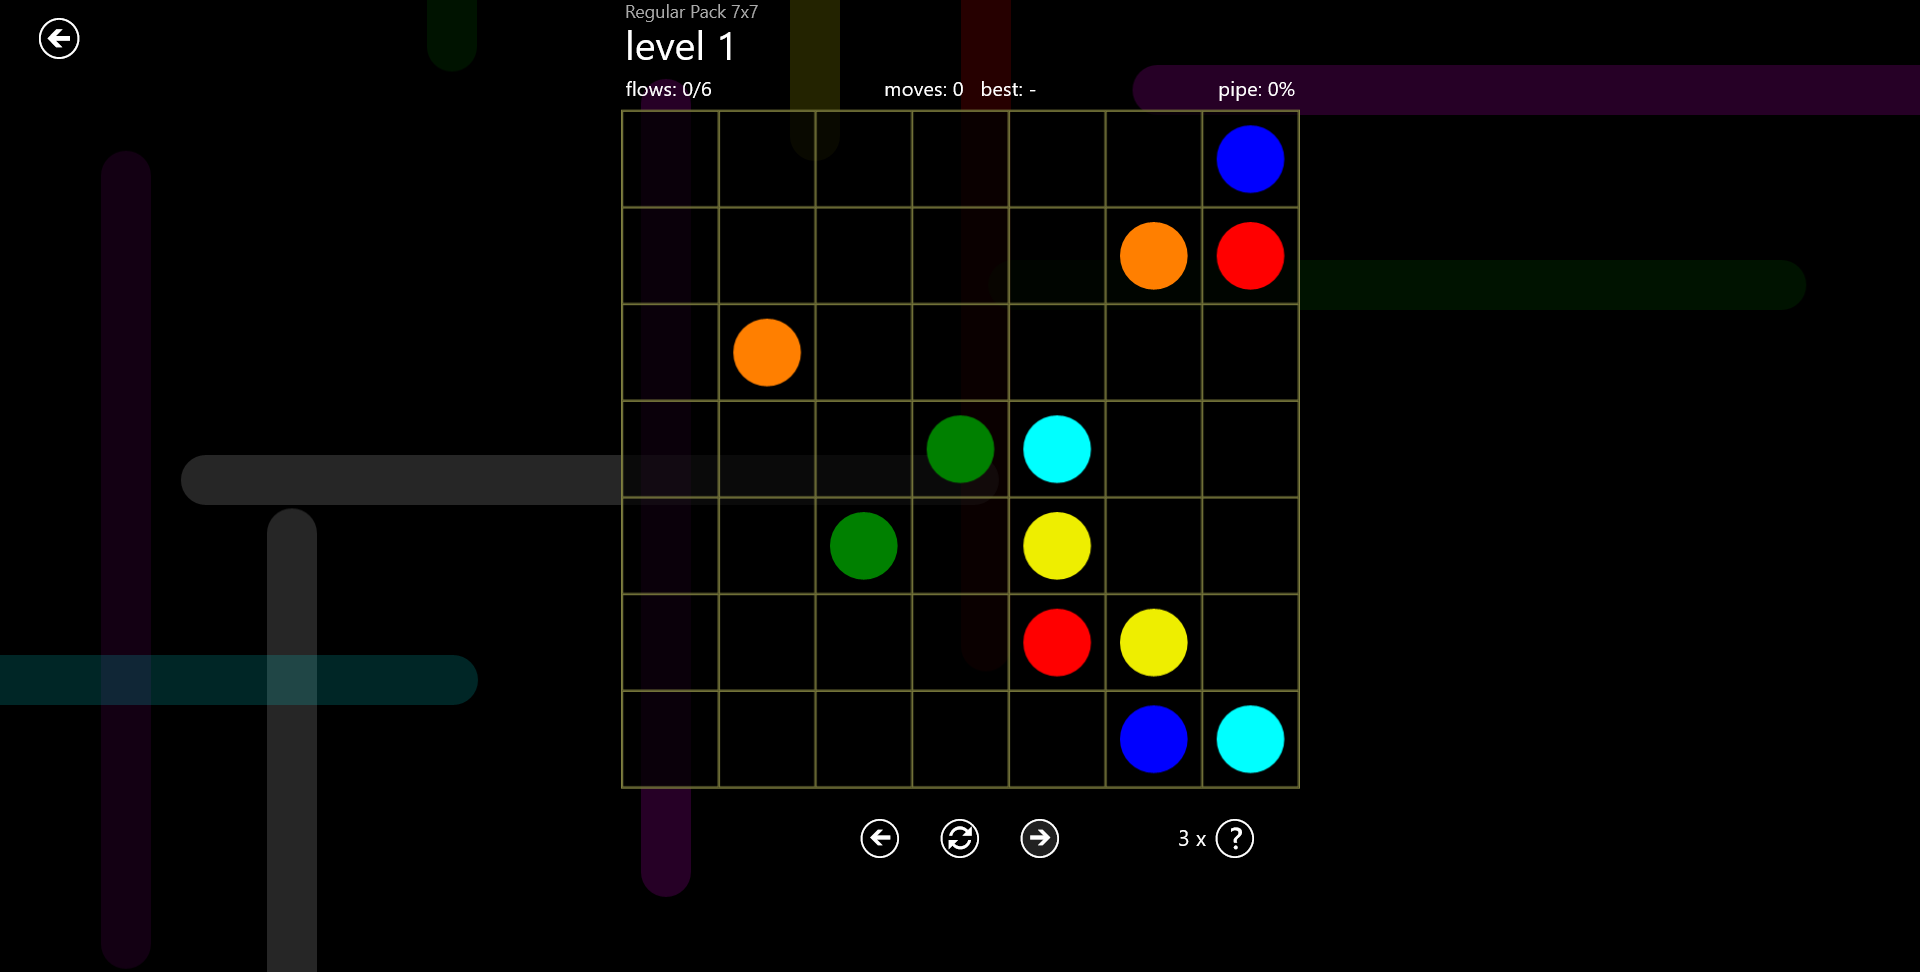 Regular Pack 7x7
level 1
flows: 0/6 moves: 0 best: - pipe: 0%
3 x ?